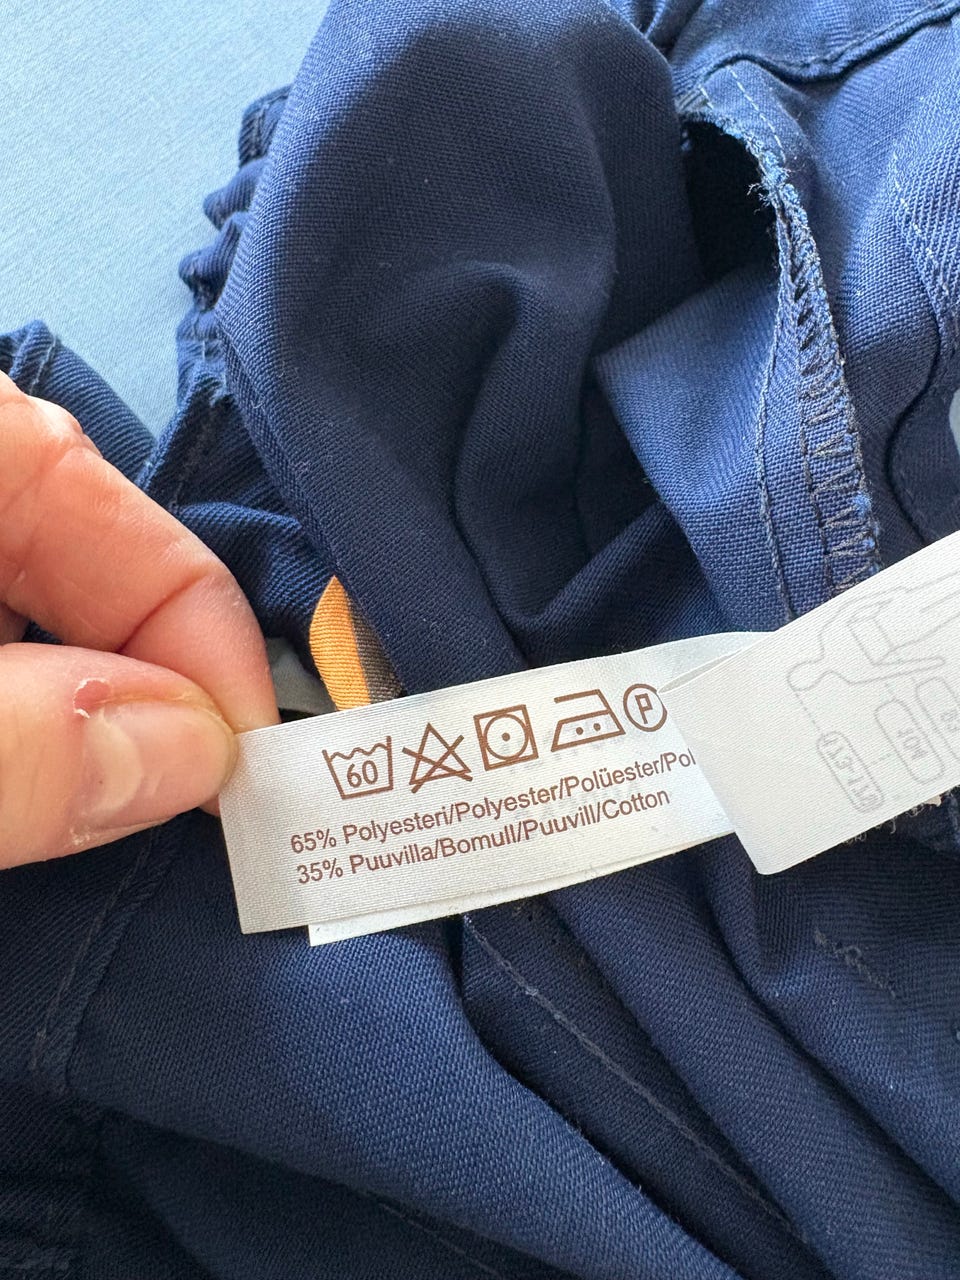 60 P
65% Polyesteri/Polyester/Polüester/Pol
35% Puuvilla/Bomull/Puuvill/Cotton